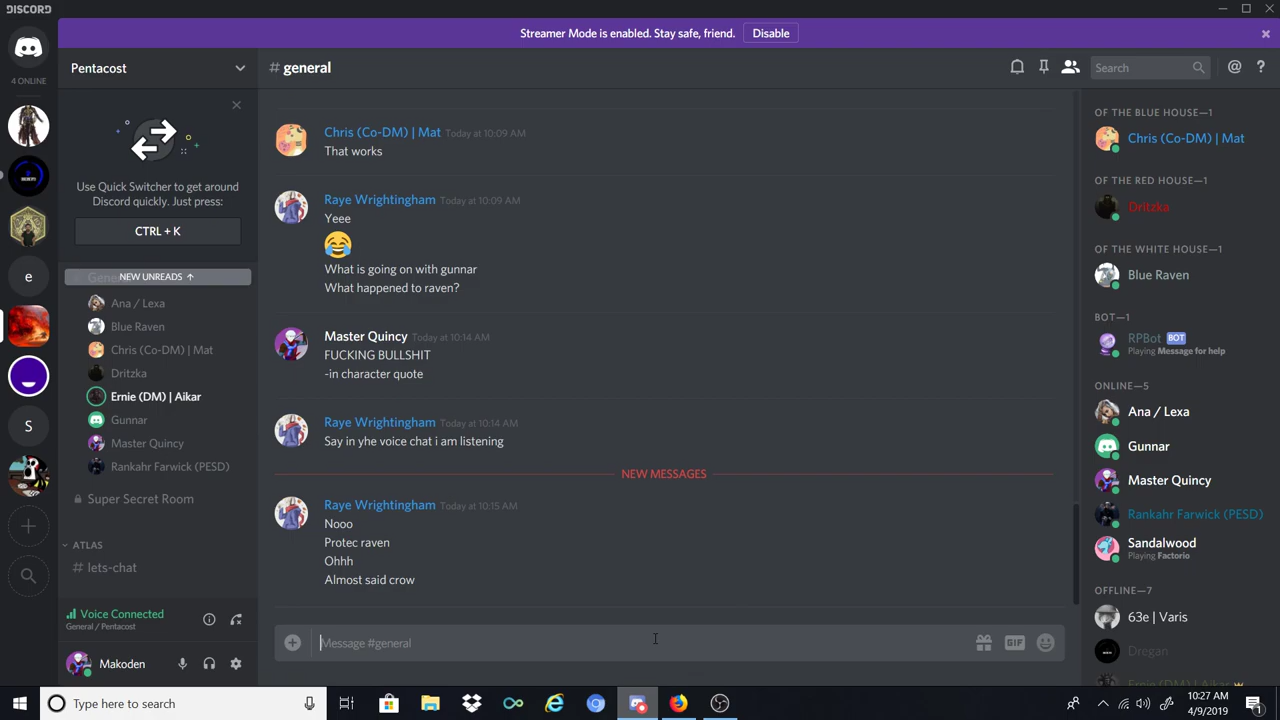 DISCORD
Streamer Mode is enabled. Stay safe, friend.
Disable
4 ONLINE
e
S
Pentacost
Use Quick Switcher to get around
Discord quickly. Just press:
CTRL + K
NEW UNREADS ↑
Ana / Lexa
Blue Raven
Chris (Co-DM) | Mat
Dritzka
Ernie (DM) | Aikar
Gunnar
Master Quincy
Rankahr Farwick (PESD)
Super Secret Room
ATLAS
# lets-chat
Voice Connected
General / Pentacost
Makoden
# general
Search
Chris (Co-DM) | Mat Today at 10:09 AM
That works
Raye Wrightingham Today at 10:09 AM
Yeee
What is going on with gunnar
What happened to raven?
Master Quincy Today at 10:14 AM
FUCKING BULLSHIT
-in character quote
Raye Wrightingham Today at 10:14 AM
Say in yhe voice chat i am listening
NEW MESSAGES
Raye Wrightingham Today at 10:15 AM
Nooo
Protec raven
Ohhh
Almost said crow
Message #general
GIF
OF THE BLUE HOUSE—1
Chris (Co-DM) | Mat
OF THE RED HOUSE—1
Dritzka
OF THE WHITE HOUSE—1
Blue Raven
BOT—1
RPBot BOT
Playing Message for help
ONLINE—5
Ana / Lexa
Gunnar
Master Quincy
Rankahr Farwick (PESD)
Sandalwood
Playing Factorio
OFFLINE—7
63e | Varis
Dregan
Ernie (DM) | Aikar
Type here to search
10:27 AM
4/9/2019
1